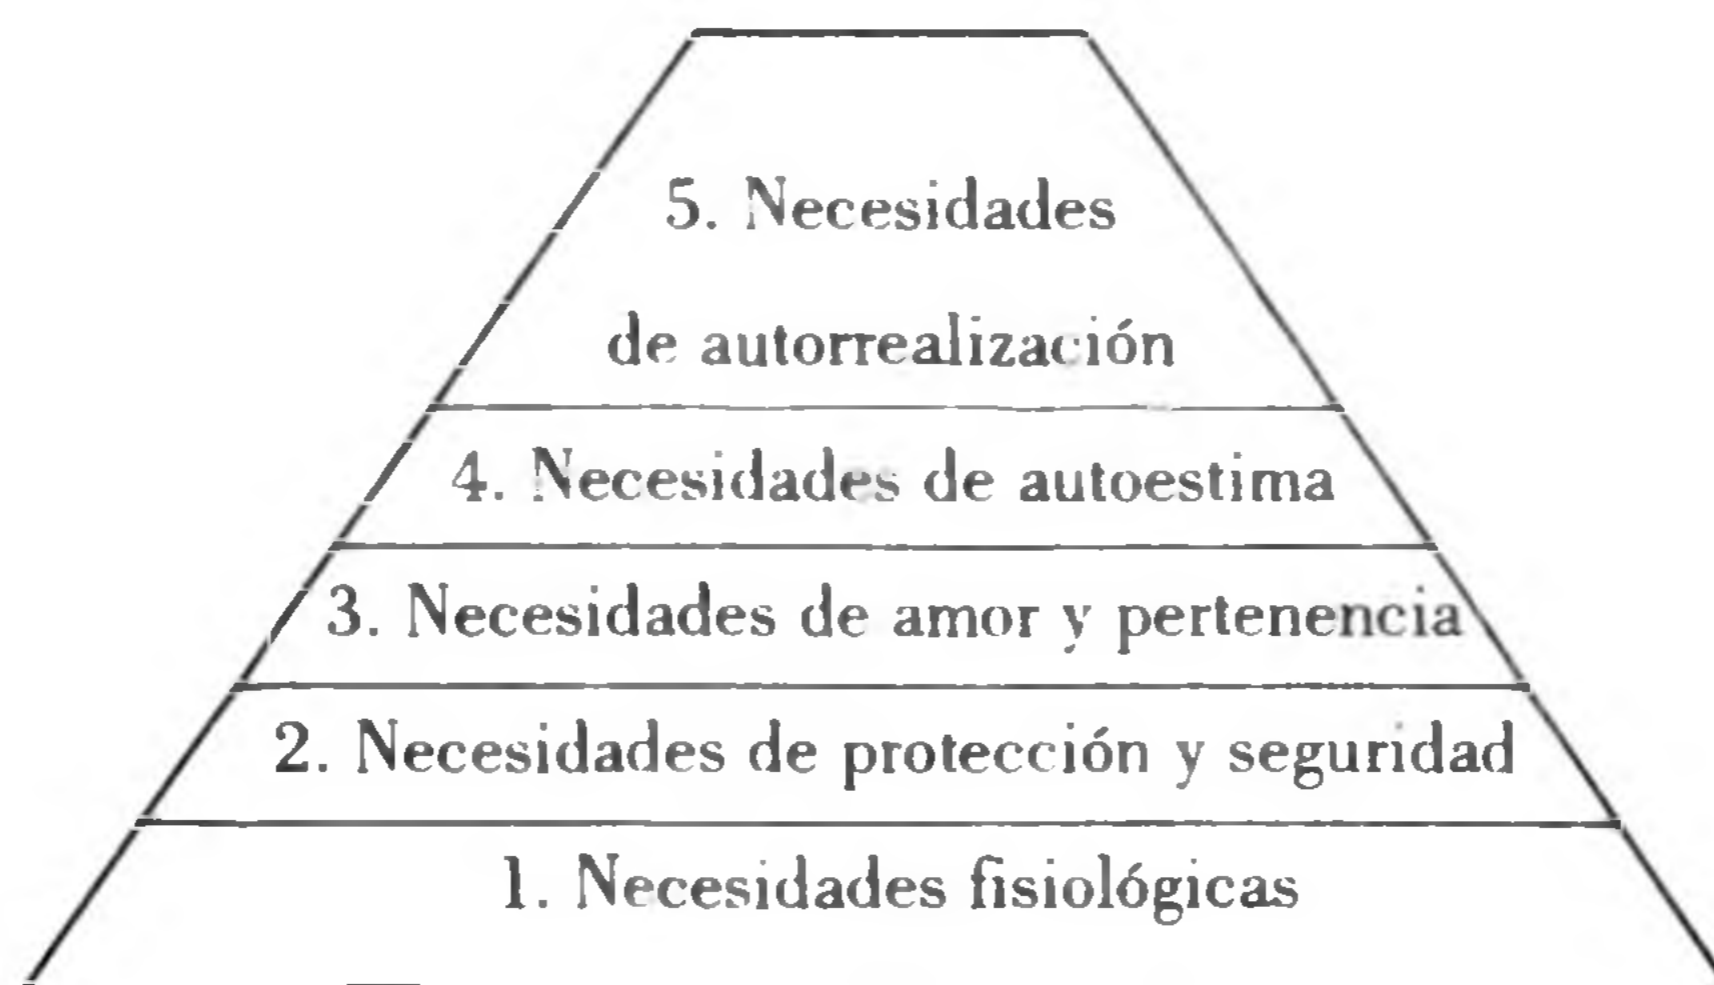 5. Necesidades
de autorrealización
4. Necesidades de autoestima
3. Necesidades de amor y pertenencia
2. Necesidades de protección y seguridad
1. Necesidades fisiológicas